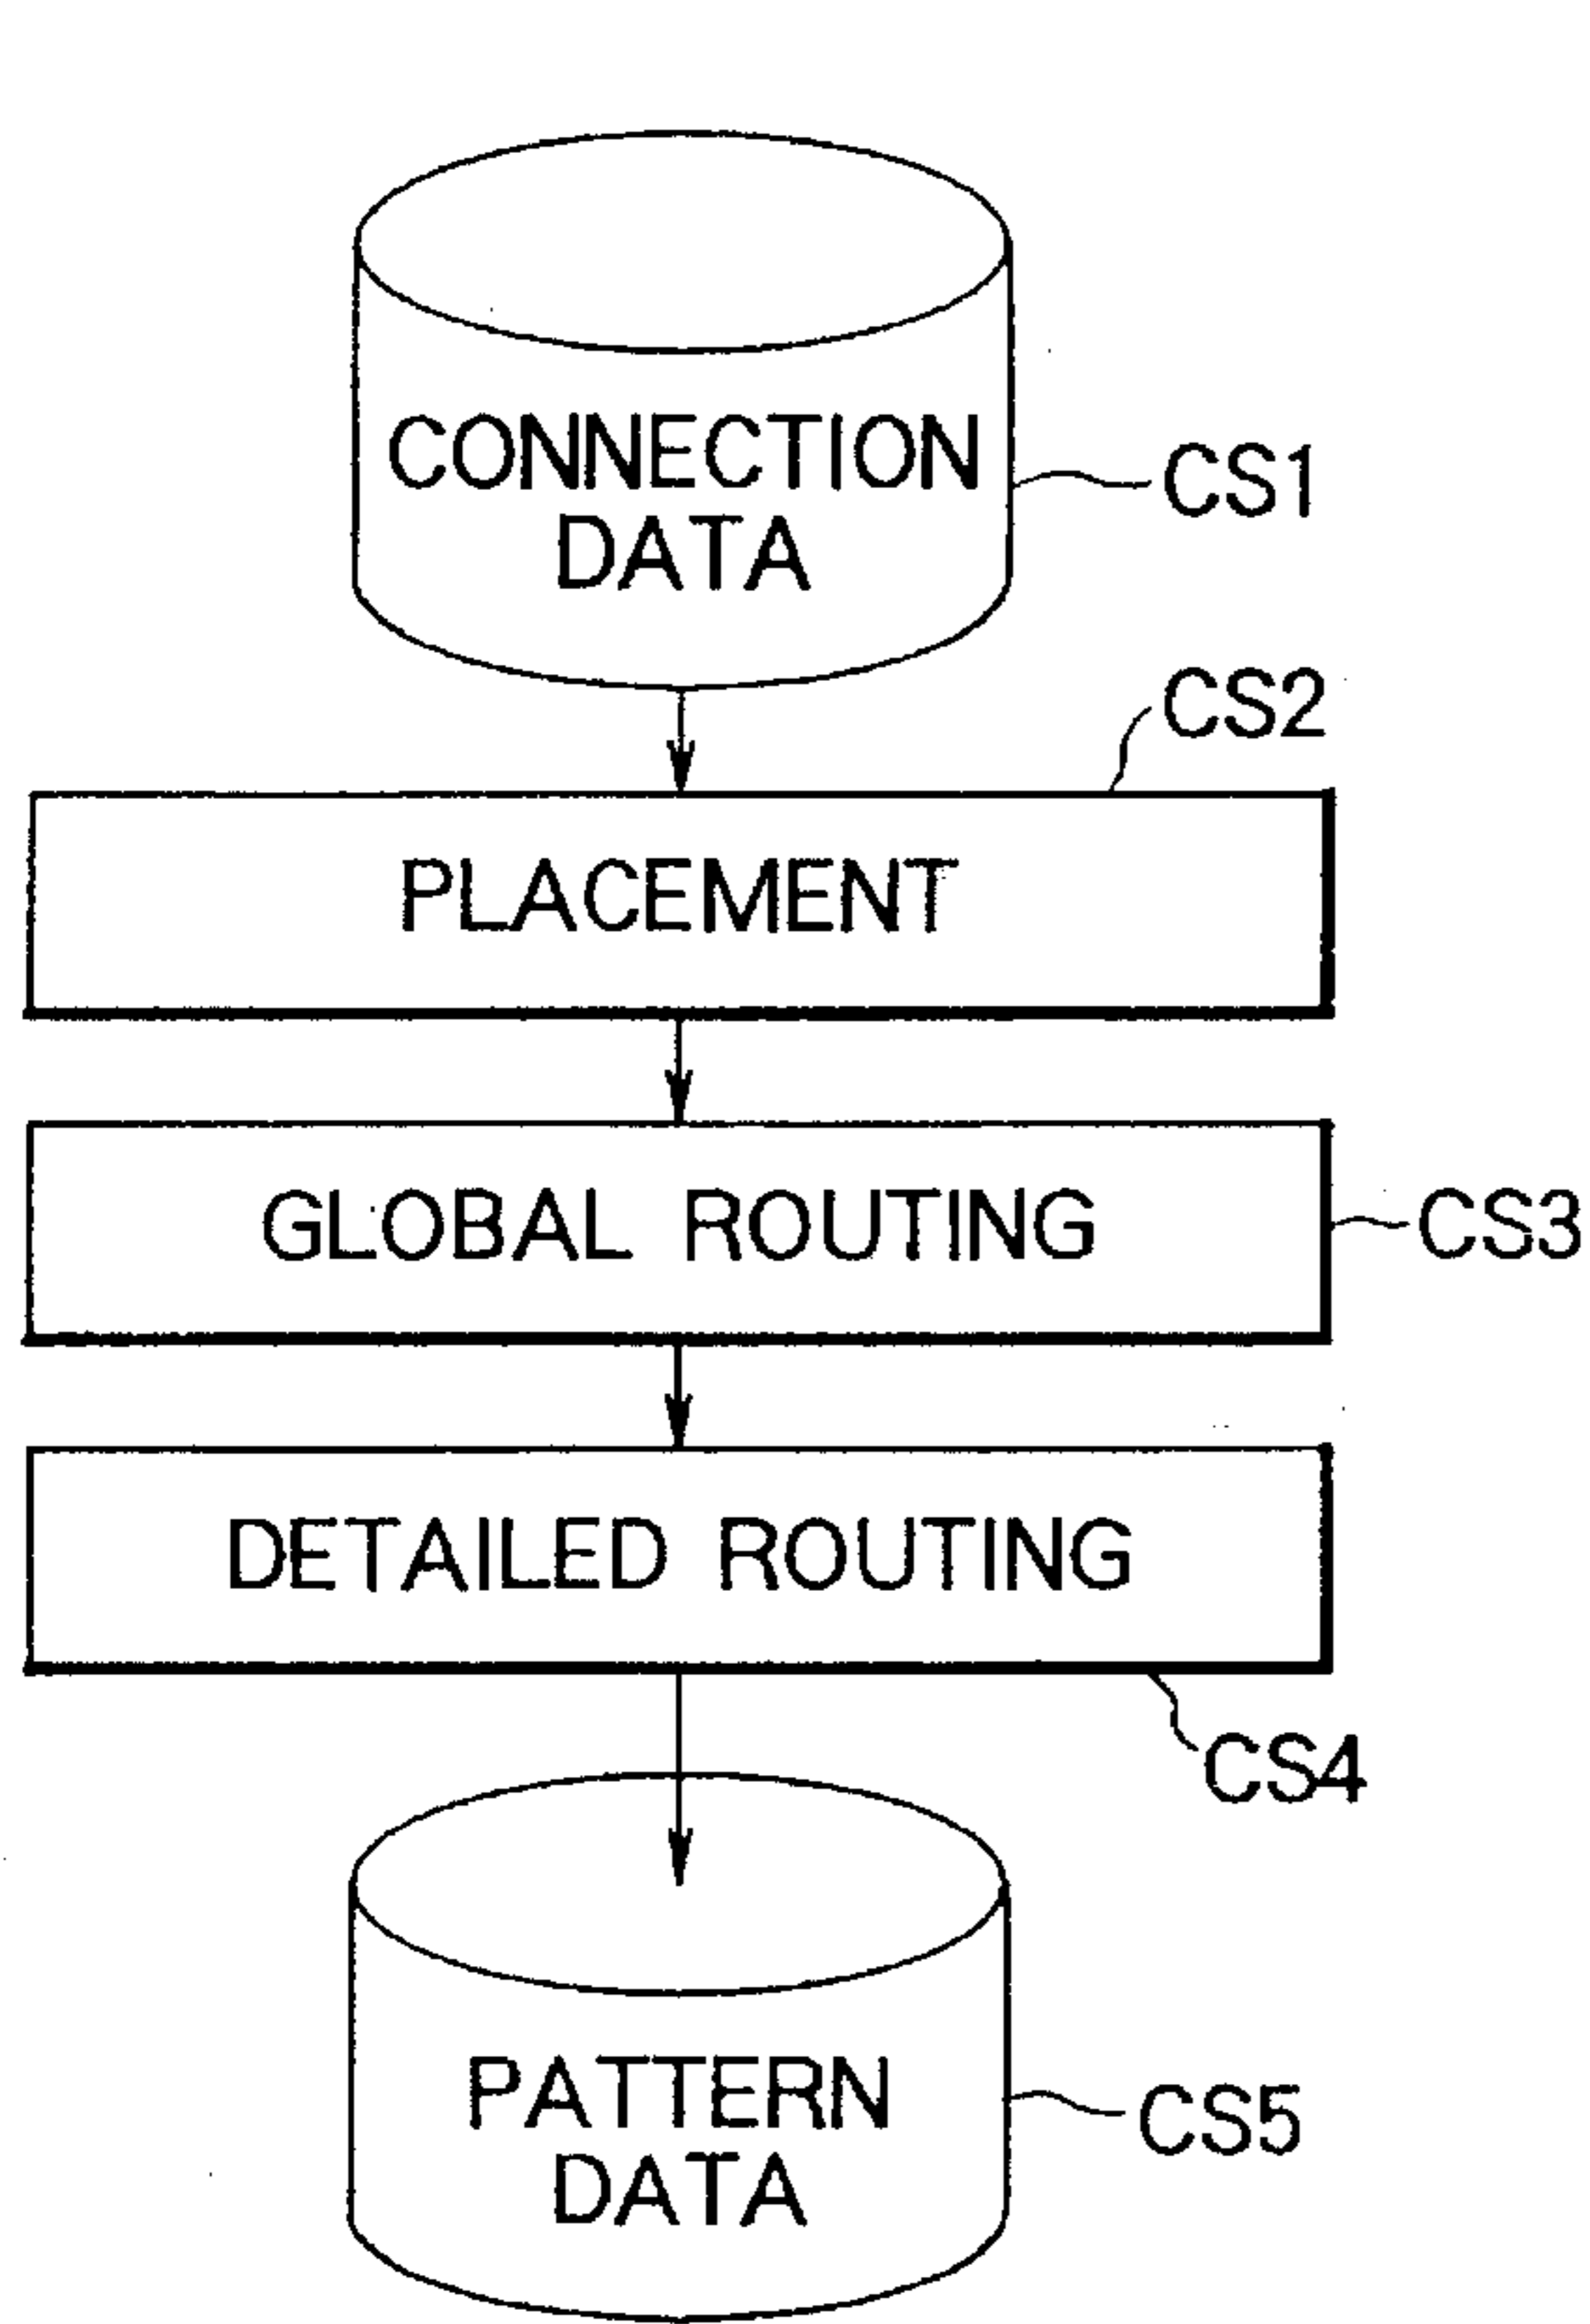 CONNECTION
DATA
CS1
CS2
PLACEMENT
GLOBAL ROUTING
CS3
DETAILED ROUTING
CS4
PATTERN
DATA
CS5